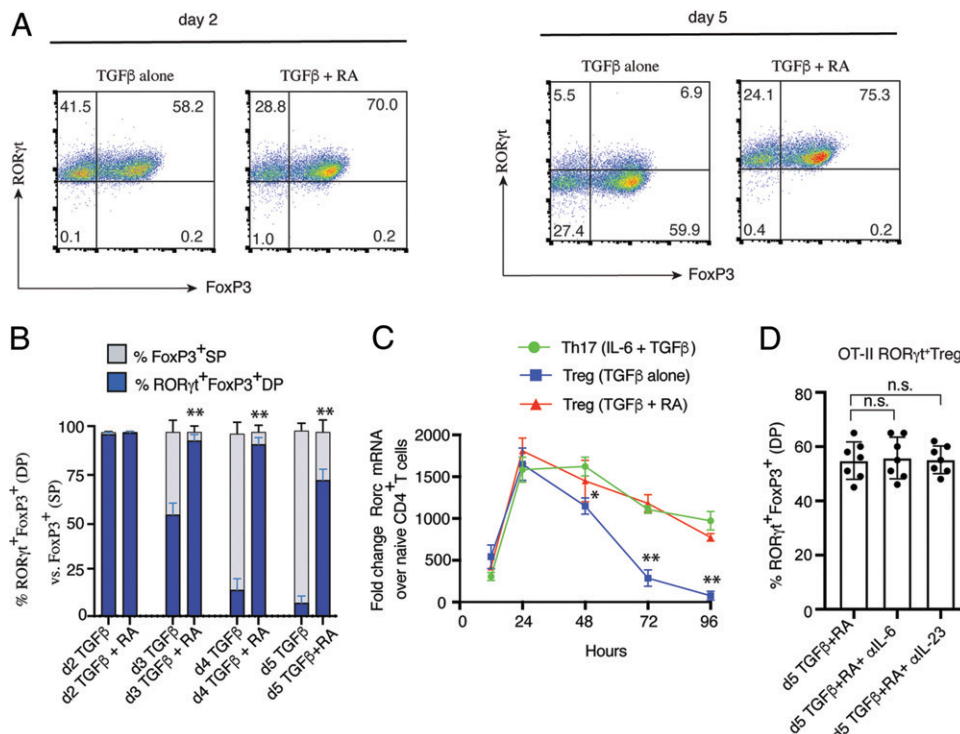 A
day 2
day 5
TGFβ alone
TGFβ + RA
TGFβ alone
TGFβ + RA
41.5
58.2
28.8
70.0
5.5
6.9
24.1
75.3
RORγt
RORγt
0.1
0.2
1.0
0.2
27.4
59.9
0.4
0.2
FoxP3
FoxP3
B
% FoxP3+SP
% RORγt+FoxP3+DP
% RORγt+FoxP3+ (DP)
vs. FoxP3+ (SP)
100
75
50
25
0
**
**
**
d2 TGFβ
d2 TGFβ + RA
d3 TGFβ
d3 TGFβ + RA
d4 TGFβ
d4 TGFβ + RA
d5 TGFβ
d5 TGFβ+RA
C
Th17 (IL-6 + TGFβ)
Treg (TGFβ alone)
Treg (TGFβ + RA)
Fold change Rorc mRNA
over naive CD4+T cells
2000
1500
1000
500
0
*
**
**
0
24
48
72
96
Hours
D
OT-II RORγt+Treg
n.s.
n.s.
% RORγt+FoxP3+ (DP)
80
60
40
20
0
d5 TGFβ+RA
d5 TGFβ+RA+ αIL-6
d5 TGFβ+RA+ αIL-23